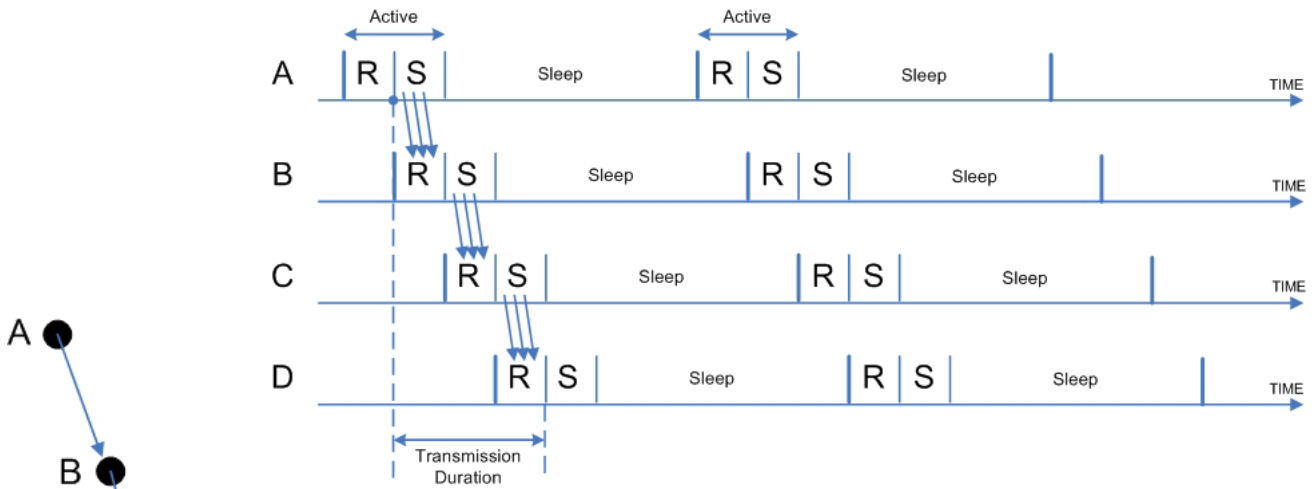 Active Active
A R S Sleep R S Sleep TIME
B R S Sleep R S Sleep TIME
C R S Sleep R S Sleep TIME
A
D R S Sleep R S Sleep TIME
Transmission
Duration
B